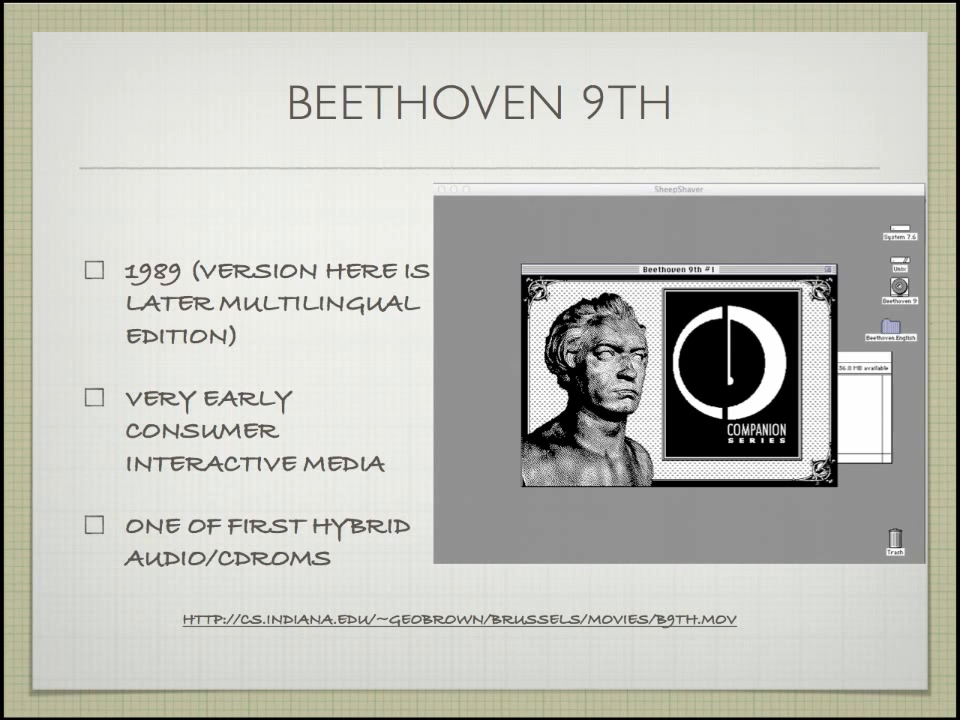 BEETHOVEN 9TH
SheepShaver
1989 (VERSION HERE IS
LATER MULTILINGUAL
EDITION)
VERY EARLY
CONSUMER
INTERACTIVE MEDIA
ONE OF FIRST HYBRID
AUDIO/CDROMS
System 7.6
Unix
Beethoven 9
Beethoven.English
Beethoven 9th #1
COMPANION
SERIES
36.8 MB available
Trash
HTTP://CS.INDIANA.EDU/~GEOBROWN/BRUSSELS/MOVIES/B9TH.MOV